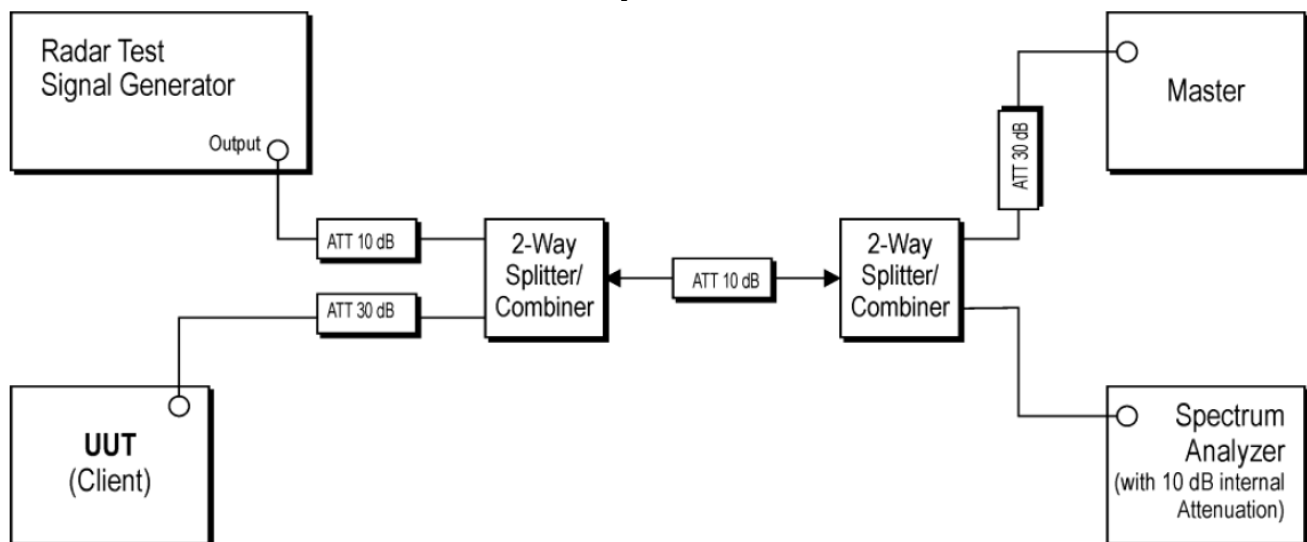 Radar Test
Signal Generator
Output
ATT 10 dB
ATT 30 dB
UUT
(Client)
2-Way
Splitter/
Combiner
ATT 10 dB
2-Way
Splitter/
Combiner
ATT 30 dB
Master
Spectrum
Analyzer
(with 10 dB internal
Attenuation)